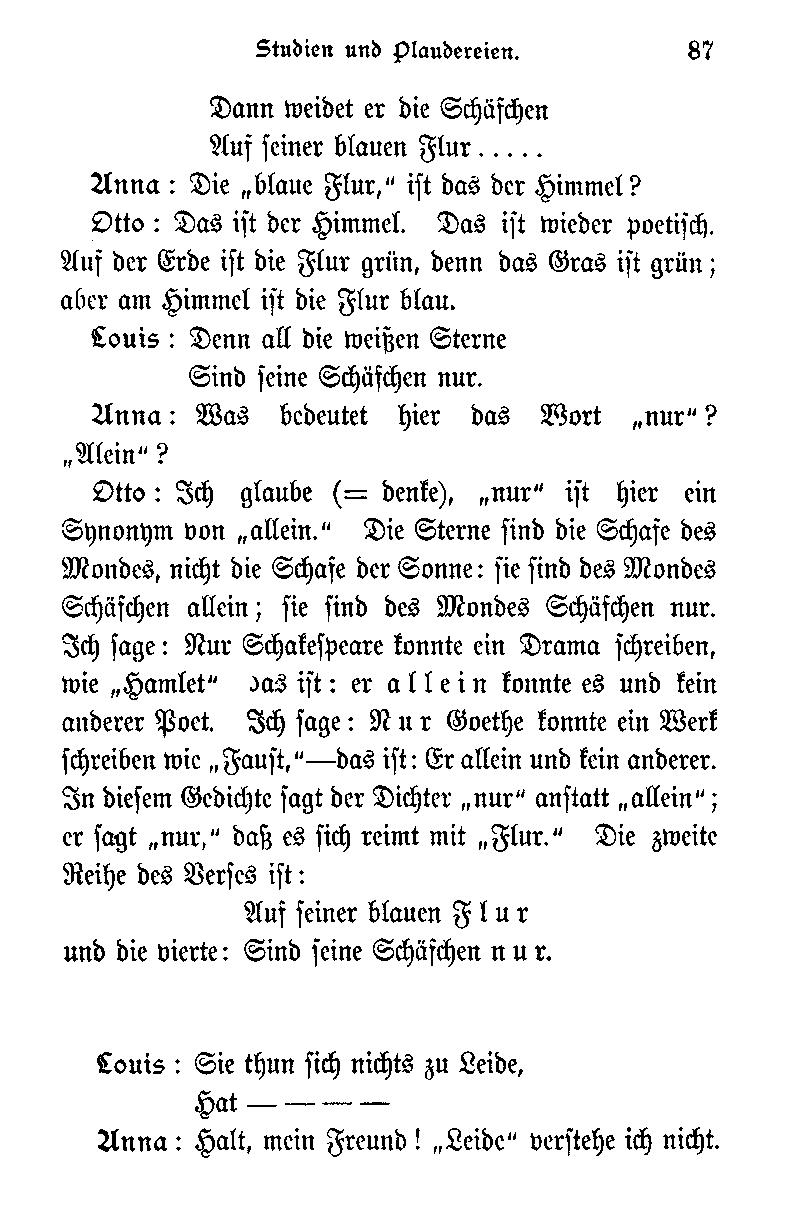 Studien und Plaudereien. 87
Dann weidet er die Schäfchen
Auf seiner blauen Flur.....
Anna: Die „blaue Flur,“ ist das der Himmel?
Otto: Das ist der Himmel. Das ist wieder poetisch.
Auf der Erde ist die Flur grün, denn das Gras ist grün;
aber am Himmel ist die Flur blau.
Louis: Denn all die weißen Sterne
Sind seine Schäfchen nur.
Anna: Was bedeutet hier das Wort „nur“?
„Alein“?
Otto: Ich glaube (= denke), „nur“ ist hier ein
Synonym von „allein.“ Die Sterne sind die Schafe des
Mondes, nicht die Schafe der Sonne: sie sind des Mondes
Schäfchen allein; sie sind des Mondes Schäfchen nur.
Ich sage: Nur Schakespeare konnte ein Drama schreiben,
wie „Hamlet“ das ist: er allein konnte es und kein
anderer Poet. Ich sage: Nur Goethe konnte ein Werk
schreiben wie „Faust,“—das ist: Er allein und kein anderer.
In diesem Gedichte sagt der Dichter „nur“ anstatt „allein“;
er sagt „nur,“ daß es sich reimt mit „Flur.“ Die zweite
Reihe des Verses ist:
Auf seiner blauen Flur
und die vierte: Sind seine Schäfchen nur.
Louis: Sie thun sich nichts zu Leide,
Hat — — — —
Anna: Halt, mein Freund! „Leide“ verstehe ich nicht.